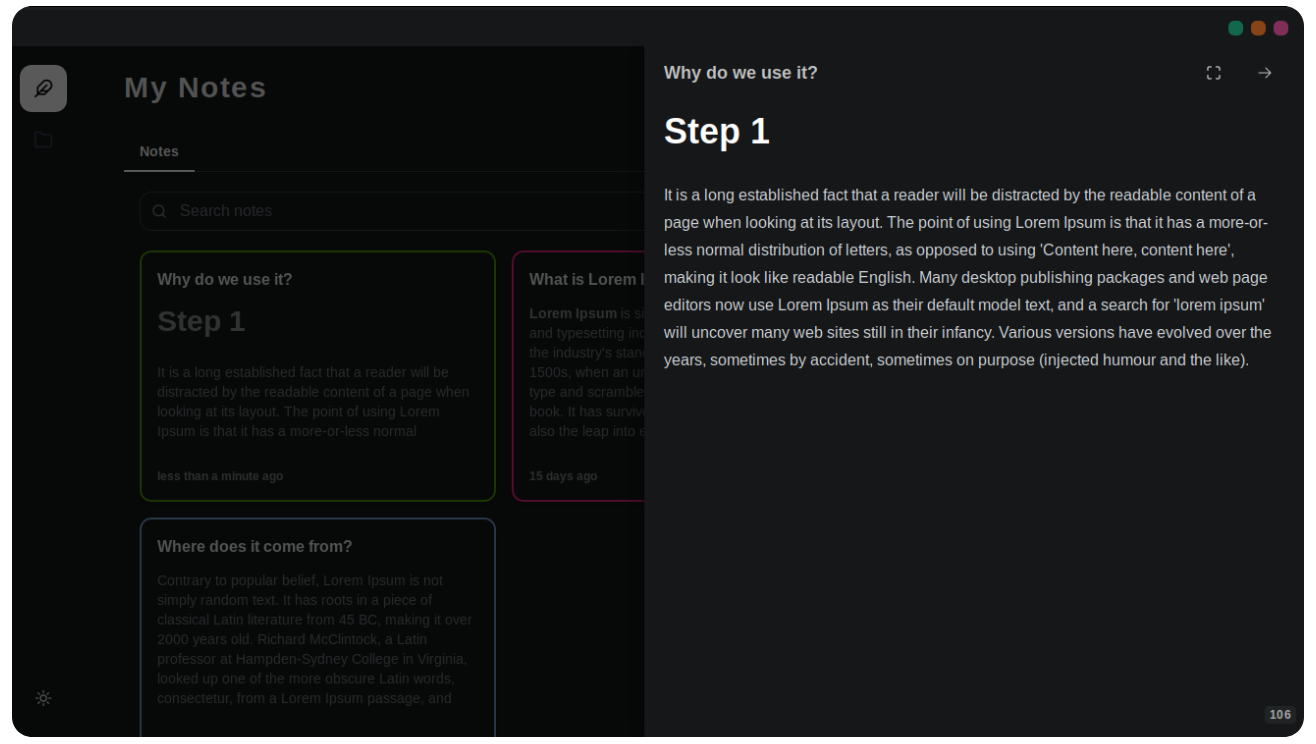 My Notes
Notes
Search notes
Why do we use it?
Step 1
It is a long established fact that a reader will be
distracted by the readable content of a page when
looking at its layout. The point of using Lorem
Ipsum is that it has a more-or-less normal
less than a minute ago
What is Lorem
Lorem Ipsum is
and typesetting
the industry's
1500s, when an
type and scramble
book. It has
also the leap into
15 days ago
Where does it come from?
Contrary to popular belief, Lorem Ipsum is not
simply random text. It has roots in a piece of
classical Latin literature from 45 BC, making it over
2000 years old. Richard McClintock, a Latin
professor at Hampden-Sydney College in Virginia,
looked up one of the more obscure Latin words,
consectetur, from a Lorem Ipsum passage, and
Why do we use it?
Step 1
It is a long established fact that a reader will be distracted by the readable content of a
page when looking at its layout. The point of using Lorem Ipsum is that it has a more-or-
less normal distribution of letters, as opposed to using 'Content here, content here',
making it look like readable English. Many desktop publishing packages and web page
editors now use Lorem Ipsum as their default model text, and a search for 'lorem ipsum'
will uncover many web sites still in their infancy. Various versions have evolved over the
years, sometimes by accident, sometimes on purpose (injected humour and the like).
106